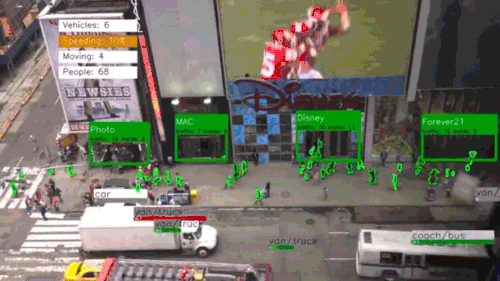 Vehicles: 6
Speeding: 10%
Moving: 4
People: 68
NEWSIES
Photo
MAC
Disney
Forever21
car
van/truck
van/truck
van/truck
coach/bus
van/